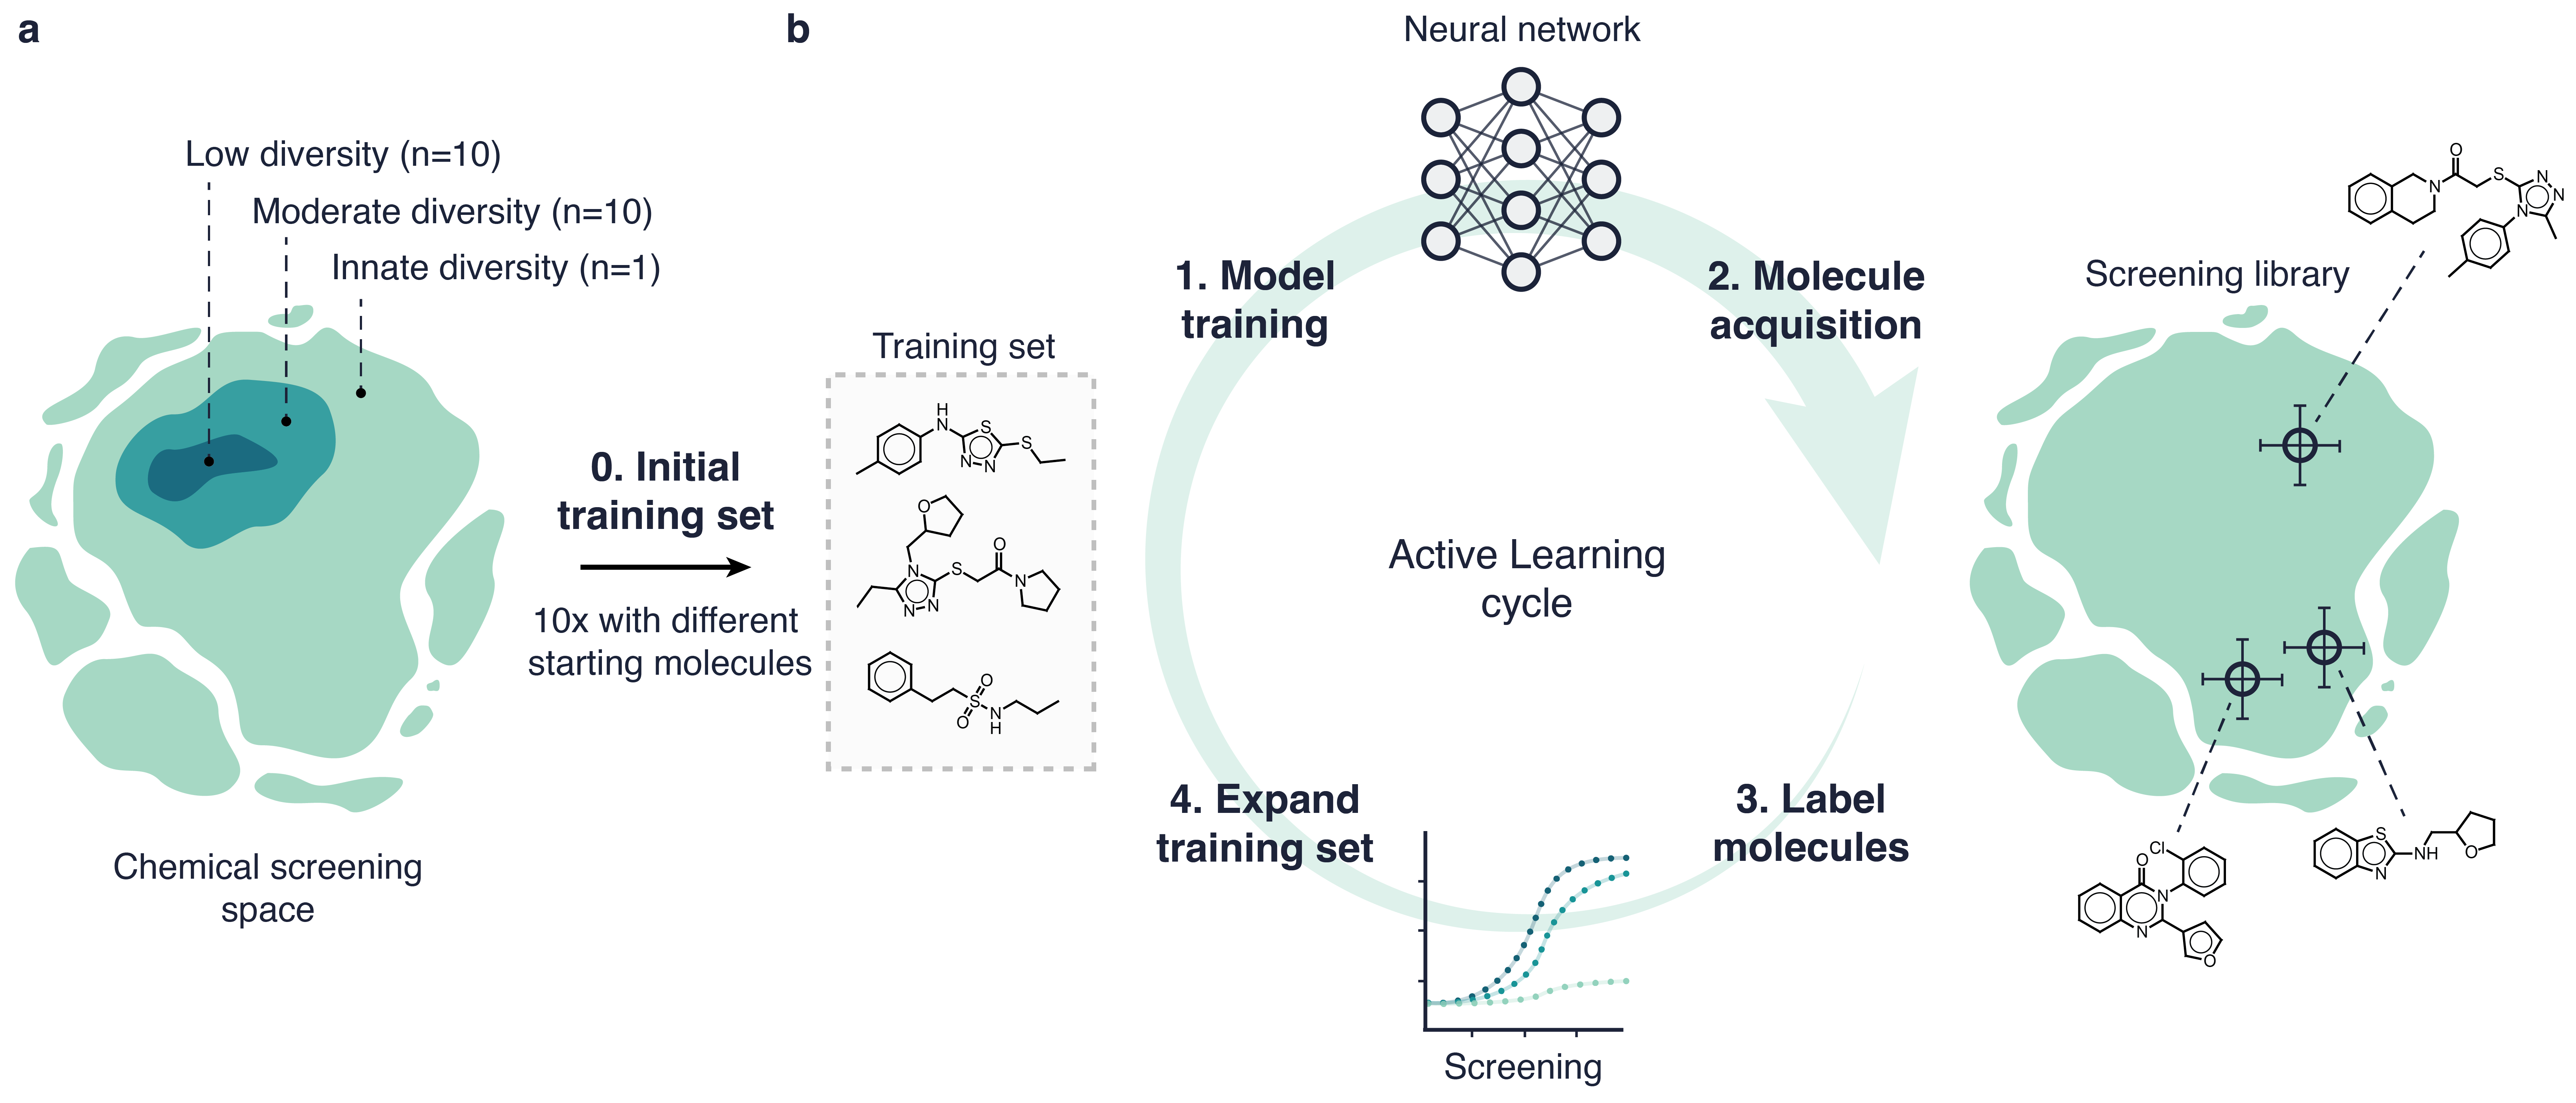 a
Low diversity (n=10)
Moderate diversity (n=10)
Innate diversity (n=1)
Chemical screening
space
0. Initial
training set
10x with different
starting molecules
b
Training set
H
N
S
S
N
N
O
N
S
O
N
N
N
O
S
O
N
H
Neural network
1. Model
training
2. Molecule
acquisition
Active Learning
cycle
4. Expand
training set
3. Label
molecules
Screening
Screening library
O
N
S
N
N
N
Cl
O
N
N
O
S
NH
N
O